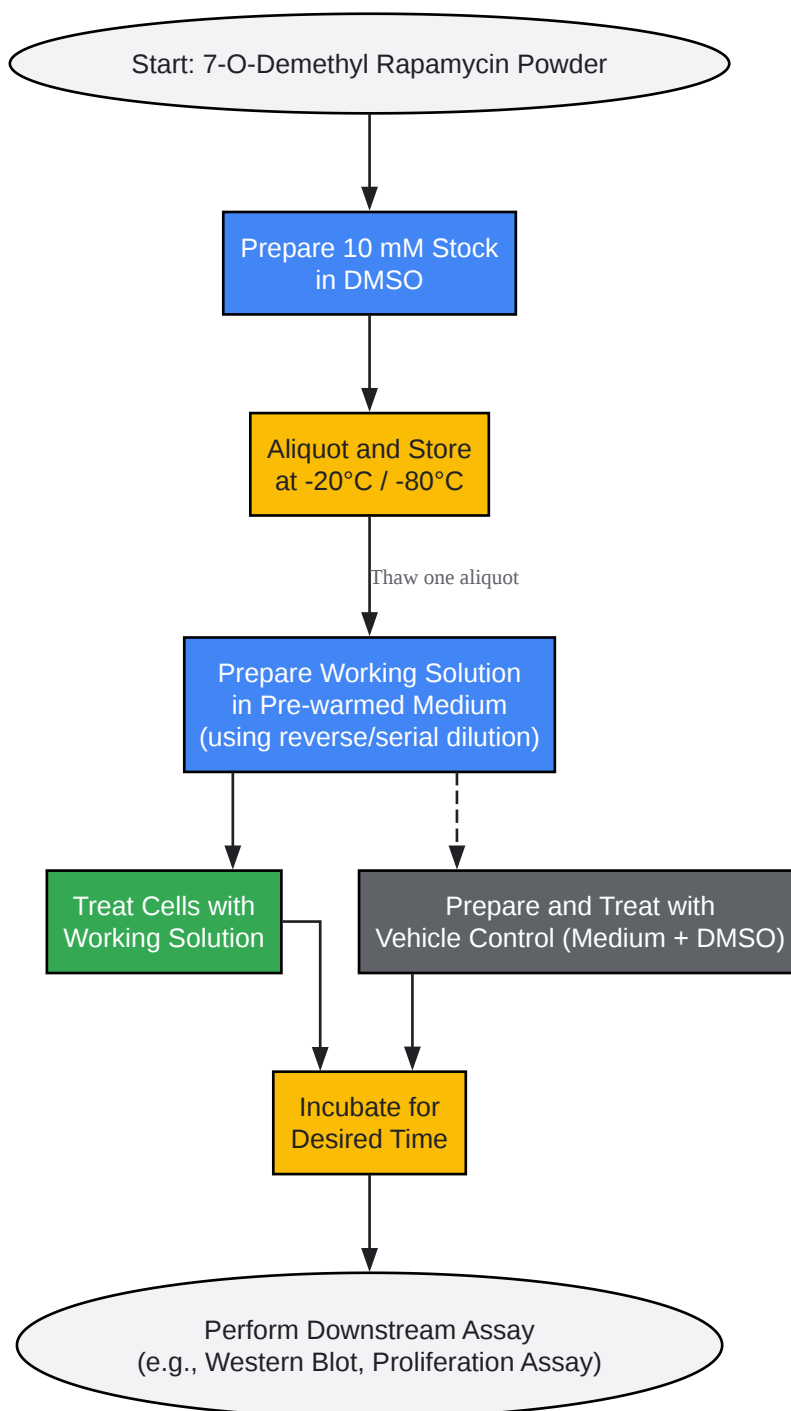 Start: 7-O-Demethyl Rapamycin Powder
Prepare 10 mM Stock
in DMSO
Aliquot and Store
at -20°C / -80°C
Thaw one aliquot
Prepare Working Solution
in Pre-warmed Medium
(using reverse/serial dilution)
Treat Cells with
Working Solution
Prepare and Treat with
Vehicle Control (Medium + DMSO)
Incubate for
Desired Time
Perform Downstream Assay
(e.g., Western Blot, Proliferation Assay)